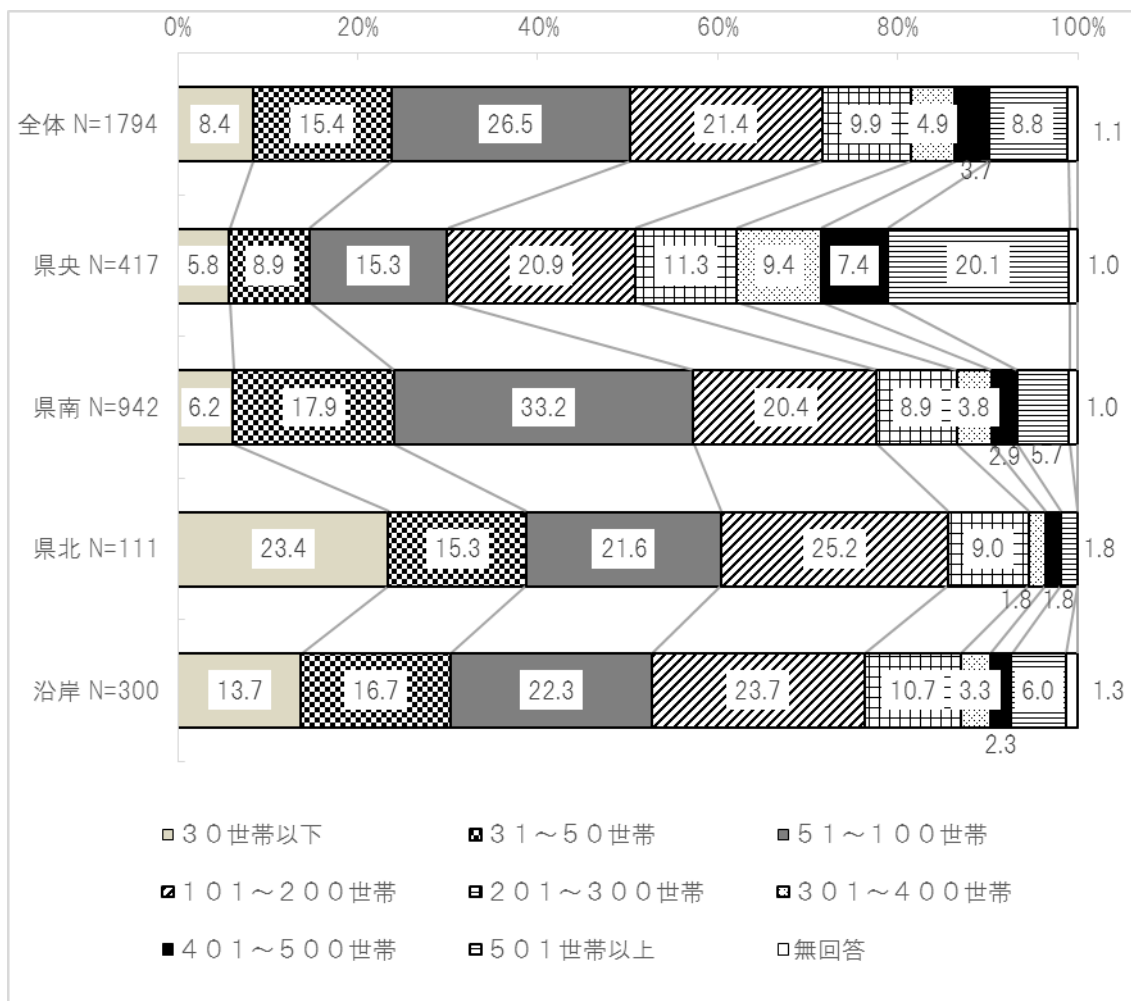 0% 20% 40% 60% 80% 100%
全体 N=1794 8.4 15.4 26.5 21.4 9.9 4.9 8.8 1.1
3.7
県央 N=417 5.8 8.9 15.3 20.9 11.3 9.4 7.4 20.1 1.0
県南 N=942 6.2 17.9 33.2 20.4 8.9 3.8 1.0
2.9 5.7
県北 N=111 23.4 15.3 21.6 25.2 9.0 1.8
1.8 1.8
沿岸 N=300 13.7 16.7 22.3 23.7 10.7 3.3 6.0 1.3
2.3
30世帯以下 31～50世帯 51～100世帯
101～200世帯 201～300世帯 301～400世帯
401～500世帯 501世帯以上 無回答